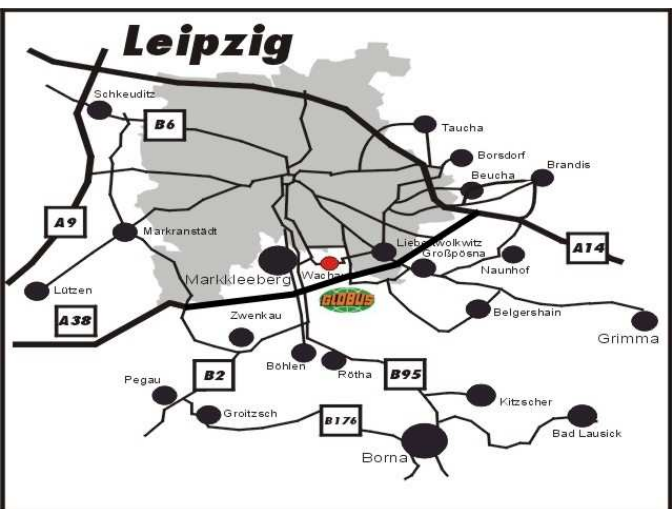 Leipzig
Schkeuditz
B6
Taucha
Borsdorf
Beucha
Brandis
A9
Markranstädt
Liebertwolkwitz
Großpösna
A14
Naunhof
Markkleeberg
Wachau
Lützen
GLOBUS
A38
Zwenkau
Belgershain
Grimma
Böhlen
Rötha
B2
B95
Pegau
Kitzscher
Groitzsch
B176
Bad Lausick
Borna